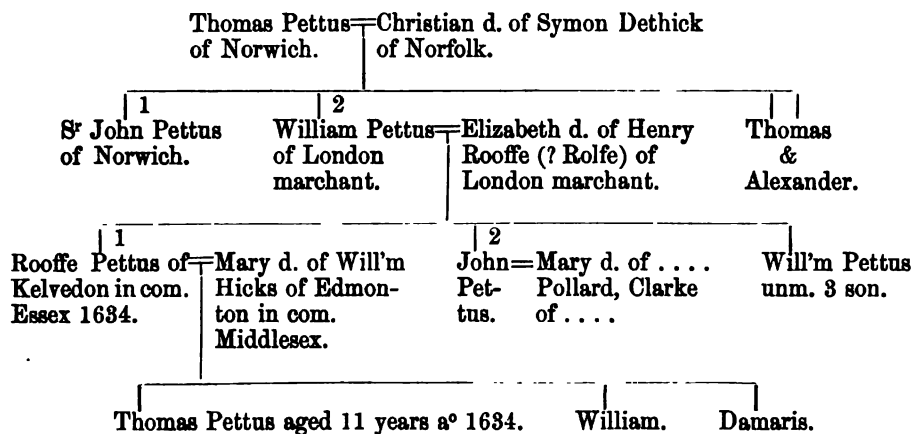 Thomas Pettus=Christian d. of Symon Dethick
of Norwich. of Norfolk.
1 2
Sr John Pettus William Pettus=Elizabeth d. of Henry Thomas
of Norwich. of London Rooffe (? Rolfe) of &
marchant. London marchant. Alexander.
1 2
Rooffe Pettus of=Mary d. of Will'm John=Mary d. of .... Will'm Pettus
Kelvedon in com. Hicks of Edmon- Pet- Pollard, Clarke unm. 3 son.
Essex 1634. ton in com. tus. of ....
Middlesex.
Thomas Pettus aged 11 years aº 1634. William. Damaris.